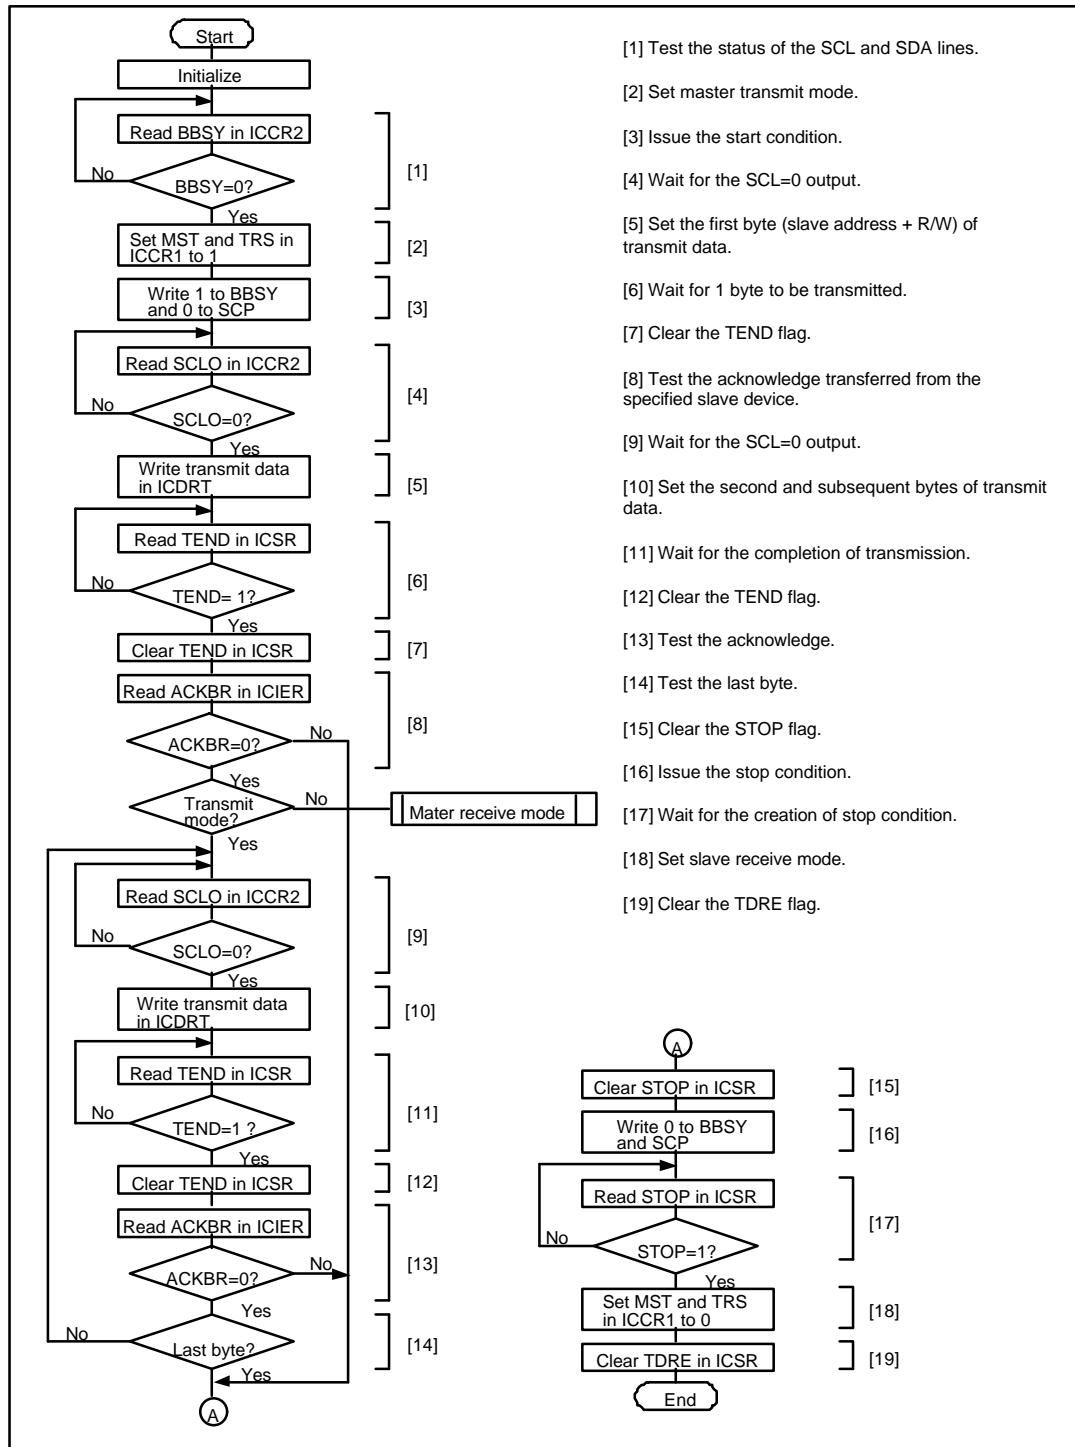 Start
Initialize
Read BBSY in ICCR2
No
BBSY=0?
[1]
Yes
Set MST and TRS in
ICCR1 to 1
[2]
Write 1 to BBSY
and 0 to SCP
[3]
Read SCLO in ICCR2
No
SCLO=0?
[4]
Yes
Write transmit data
in ICDRT
[5]
Read TEND in ICSR
No
TEND= 1?
[6]
Yes
Clear TEND in ICSR
[7]
Read ACKBR in ICIER
ACKBR=0?
No
[8]
Yes
Transmit
mode?
No
Mater receive mode
Yes
Read SCLO in ICCR2
No
SCLO=0?
[9]
Yes
Write transmit data
in ICDRT
[10]
Read TEND in ICSR
No
TEND=1 ?
[11]
Yes
Clear TEND in ICSR
[12]
Read ACKBR in ICIER
ACKBR=0?
No
[13]
Yes
No
Last byte?
[14]
Yes
A
[1] Test the status of the SCL and SDA lines.
[2] Set master transmit mode.
[3] Issue the start condition.
[4] Wait for the SCL=0 output.
[5] Set the first byte (slave address + R/W) of
transmit data.
[6] Wait for 1 byte to be transmitted.
[7] Clear the TEND flag.
[8] Test the acknowledge transferred from the
specified slave device.
[9] Wait for the SCL=0 output.
[10] Set the second and subsequent bytes of transmit
data.
[11] Wait for the completion of transmission.
[12] Clear the TEND flag.
[13] Test the acknowledge.
[14] Test the last byte.
[15] Clear the STOP flag.
[16] Issue the stop condition.
[17] Wait for the creation of stop condition.
[18] Set slave receive mode.
[19] Clear the TDRE flag.
A
Clear STOP in ICSR
[15]
Write 0 to BBSY
and SCP
[16]
Read STOP in ICSR
No
STOP=1?
[17]
Yes
Set MST and TRS
in ICCR1 to 0
[18]
Clear TDRE in ICSR
[19]
End